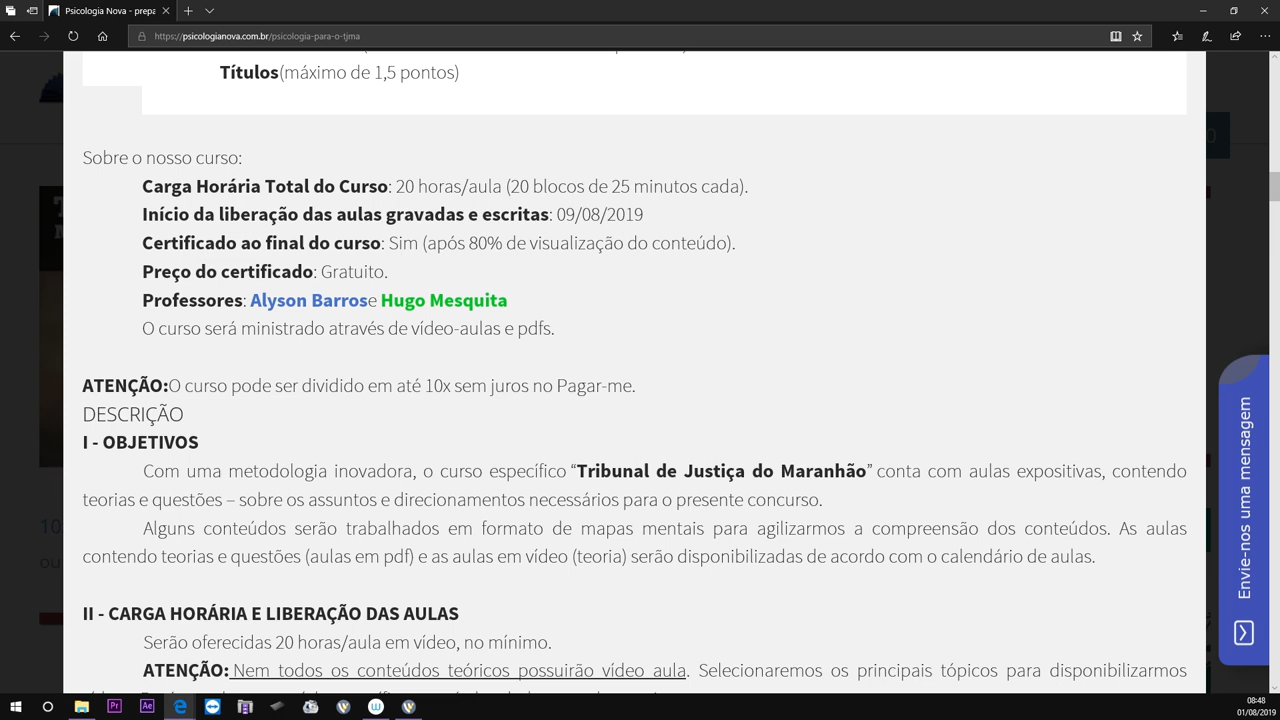 Psicologia Nova - prepa
https://psicologianova.com.br/psicologia-para-o-tjma
Títulos(máximo de 1,5 pontos)
Sobre o nosso curso:
Carga Horária Total do Curso: 20 horas/aula (20 blocos de 25 minutos cada).
Início da liberação das aulas gravadas e escritas: 09/08/2019
Certificado ao final do curso: Sim (após 80% de visualização do conteúdo).
Preço do certificado: Gratuito.
Professores: Alyson Barrose Hugo Mesquita
O curso será ministrado através de vídeo-aulas e pdfs.
ATENÇÃO:O curso pode ser dividido em até 10x sem juros no Pagar-me.
DESCRIÇÃO
I - OBJETIVOS
Com uma metodologia inovadora, o curso específico “Tribunal de Justiça do Maranhão” conta com aulas expositivas, contendo
teorias e questões – sobre os assuntos e direcionamentos necessários para o presente concurso.
Alguns conteúdos serão trabalhados em formato de mapas mentais para agilizarmos a compreensão dos conteúdos. As aulas
contendo teorias e questões (aulas em pdf) e as aulas em vídeo (teoria) serão disponibilizadas de acordo com o calendário de aulas.
II - CARGA HORÁRIA E LIBERAÇÃO DAS AULAS
Serão oferecidas 20 horas/aula em vídeo, no mínimo.
ATENÇÃO: Nem todos os conteúdos teóricos possuirão vídeo aula. Selecionaremos os principais tópicos para disponibilizarmos
Envie-nos uma mensagem
Pr
Ae
08:48
01/08/2019